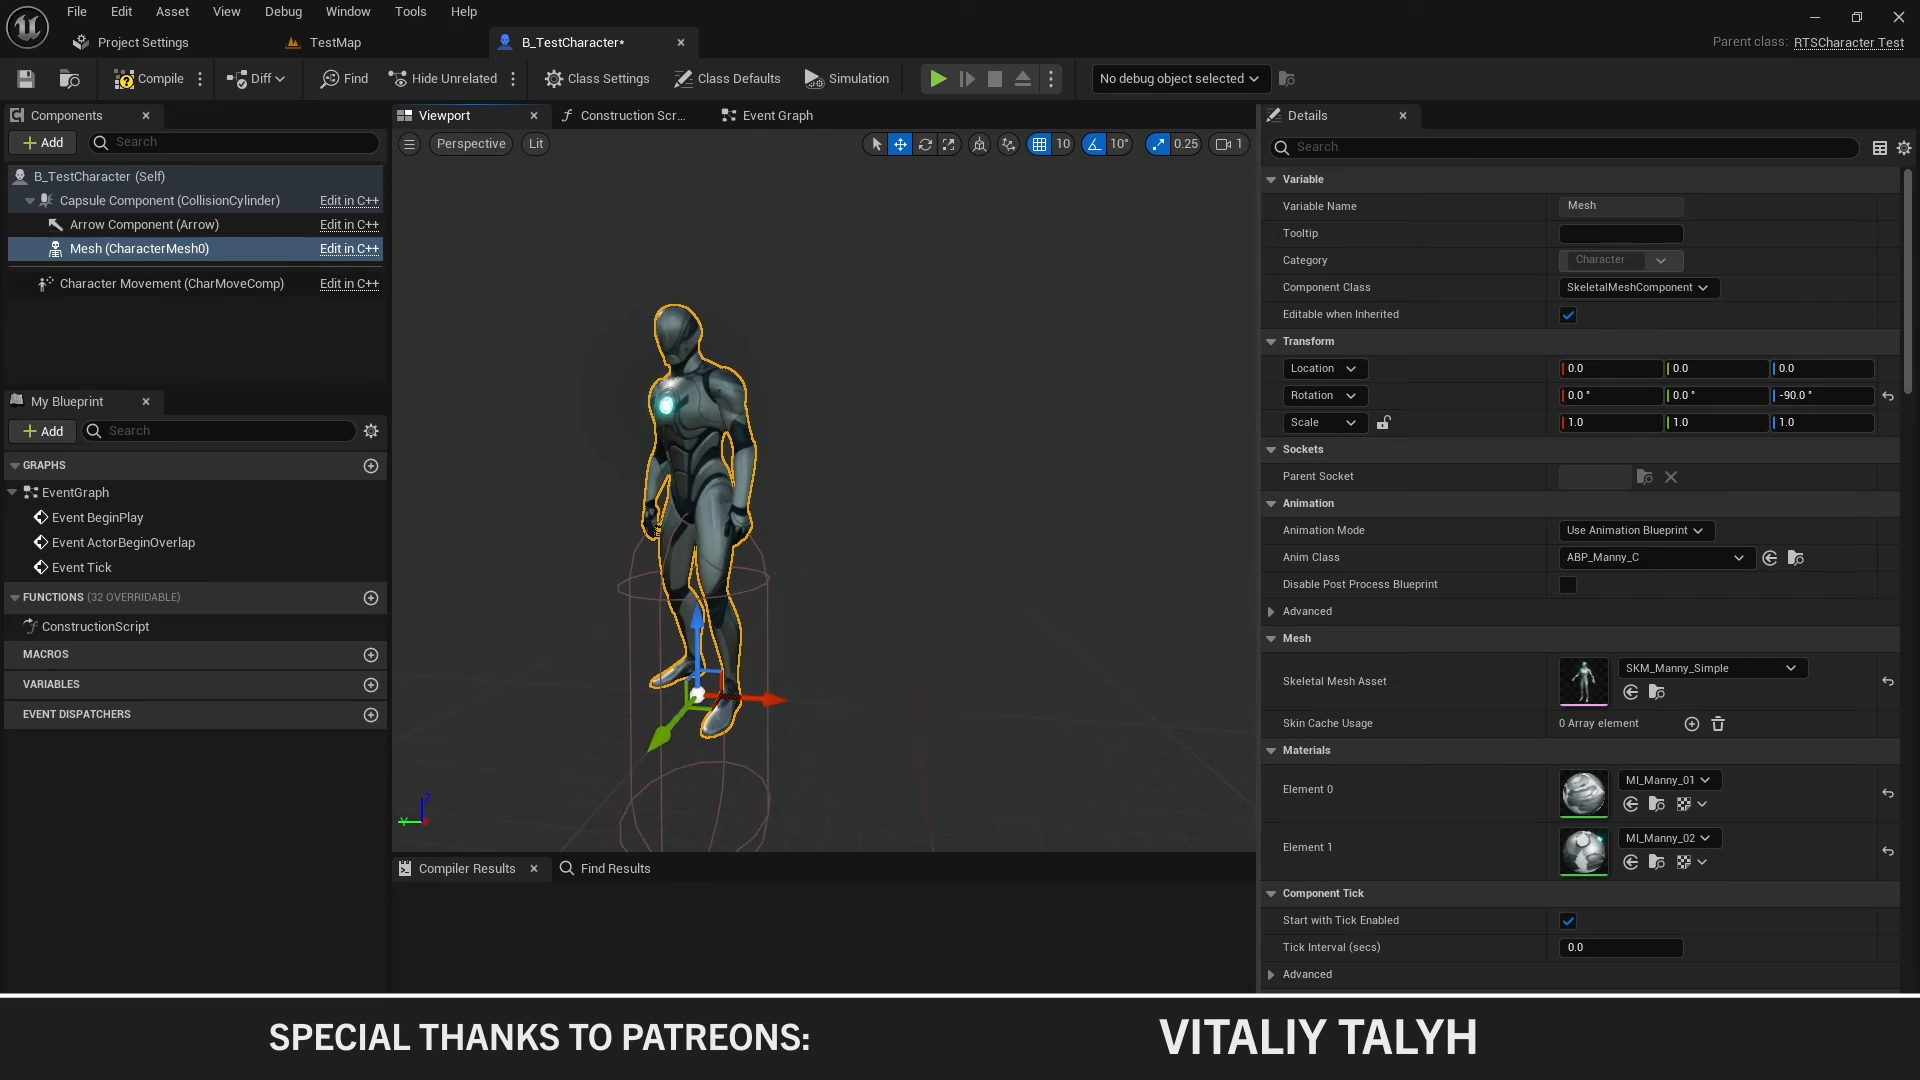 File Edit Asset View Debug Window Tools Help
Project Settings TestMap B_TestCharacter* Parent class: RTSCharacter Test
Compile Diff Find Hide Unrelated Class Settings Class Defaults Simulation No debug object selected
Components
Add Search
B_TestCharacter (Self)
Capsule Component (CollisionCylinder) Edit in C++
Arrow Component (Arrow) Edit in C++
Mesh (CharacterMesh0) Edit in C++
Character Movement (CharMoveComp) Edit in C++
My Blueprint
Add Search
GRAPHS
EventGraph
Event BeginPlay
Event ActorBeginOverlap
Event Tick
FUNCTIONS (32 OVERRIDABLE)
ConstructionScript
MACROS
VARIABLES
EVENT DISPATCHERS
Viewport Construction Scr... Event Graph
Perspective Lit 10 10° 0.25 1
Z
Y
Compiler Results Find Results
Details
Search
Variable
Variable Name Mesh
Tooltip
Category Character
Component Class SkeletalMeshComponent
Editable when Inherited
Transform
Location 0.0 0.0 0.0
Rotation 0.0 ° 0.0 ° -90.0 °
Scale 1.0 1.0 1.0
Sockets
Parent Socket
Animation
Animation Mode Use Animation Blueprint
Anim Class ABP_Manny_C
Disable Post Process Blueprint
Advanced
Mesh
Skeletal Mesh Asset SKM_Manny_Simple
Skin Cache Usage 0 Array element
Materials
Element 0 MI_Manny_01
Element 1 MI_Manny_02
Component Tick
Start with Tick Enabled
Tick Interval (secs) 0.0
Advanced
SPECIAL THANKS TO PATREONS: VITALIY TALYH